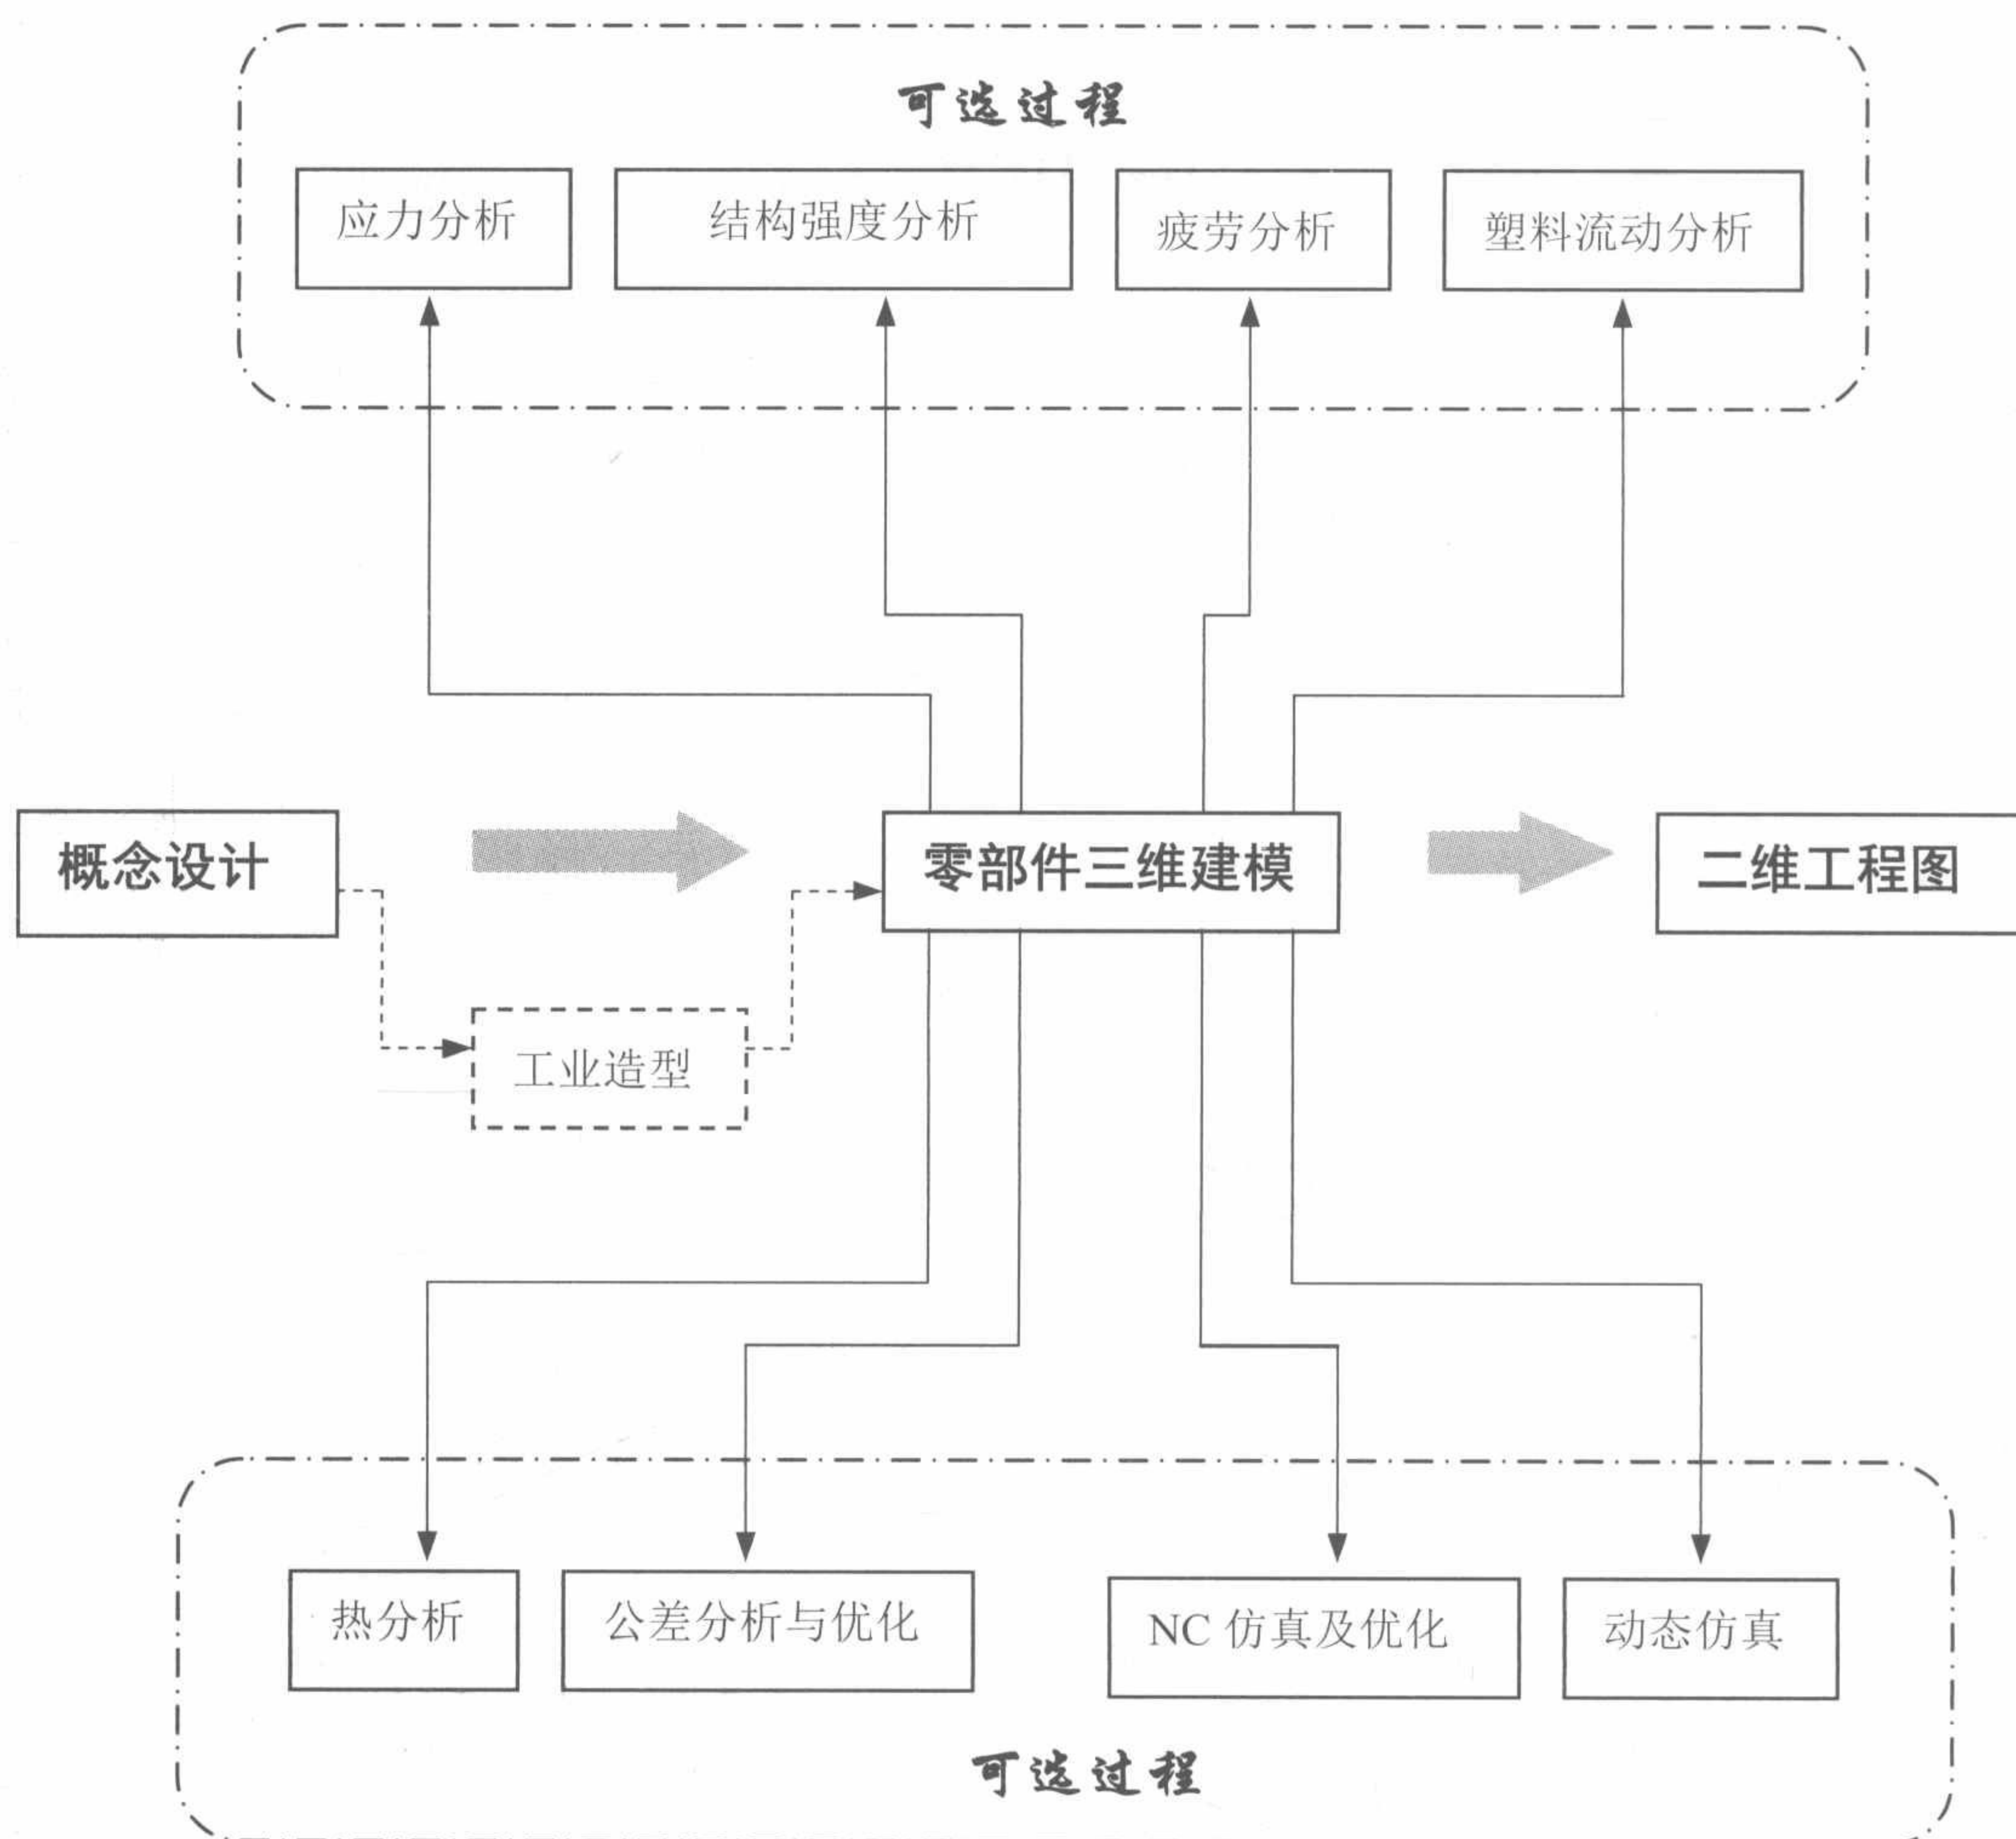 可选过程
应力分析
结构强度分析
疲劳分析
塑料流动分析
概念设计
零部件三维建模
二维工程图
工业造型
热分析
公差分析与优化
NC 仿真及优化
动态仿真
可选过程